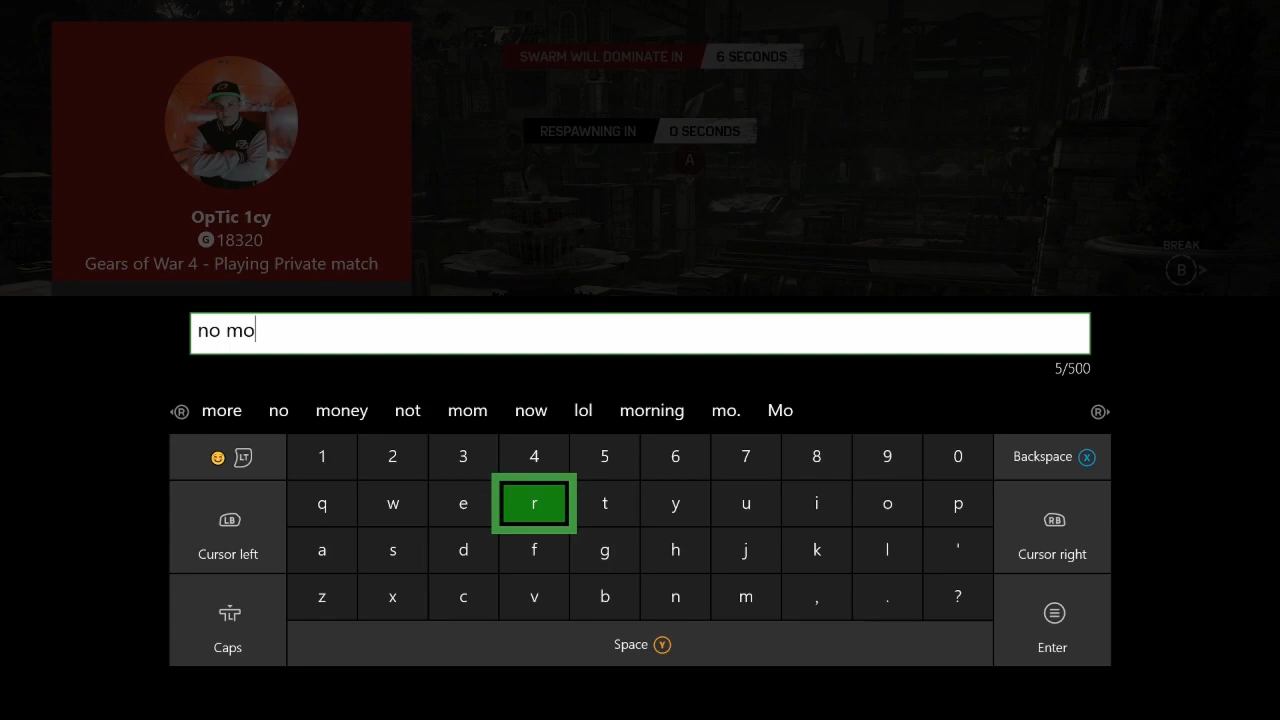 SWARM WILL DOMINATE IN 6 SECONDS
RESPAWNING IN 0 SECONDS
A
OpTic 1cy
G 18320
Gears of War 4 - Playing Private match
BREAK
B
no mo
5/500
R more no money not mom now lol morning mo. Mo R
LT 1 2 3 4 5 6 7 8 9 0 Backspace X
q w e r t y u i o p
LB RB
Cursor left a s d f g h j k l ' Cursor right
z x c v b n m , . ?
Caps Space Y Enter